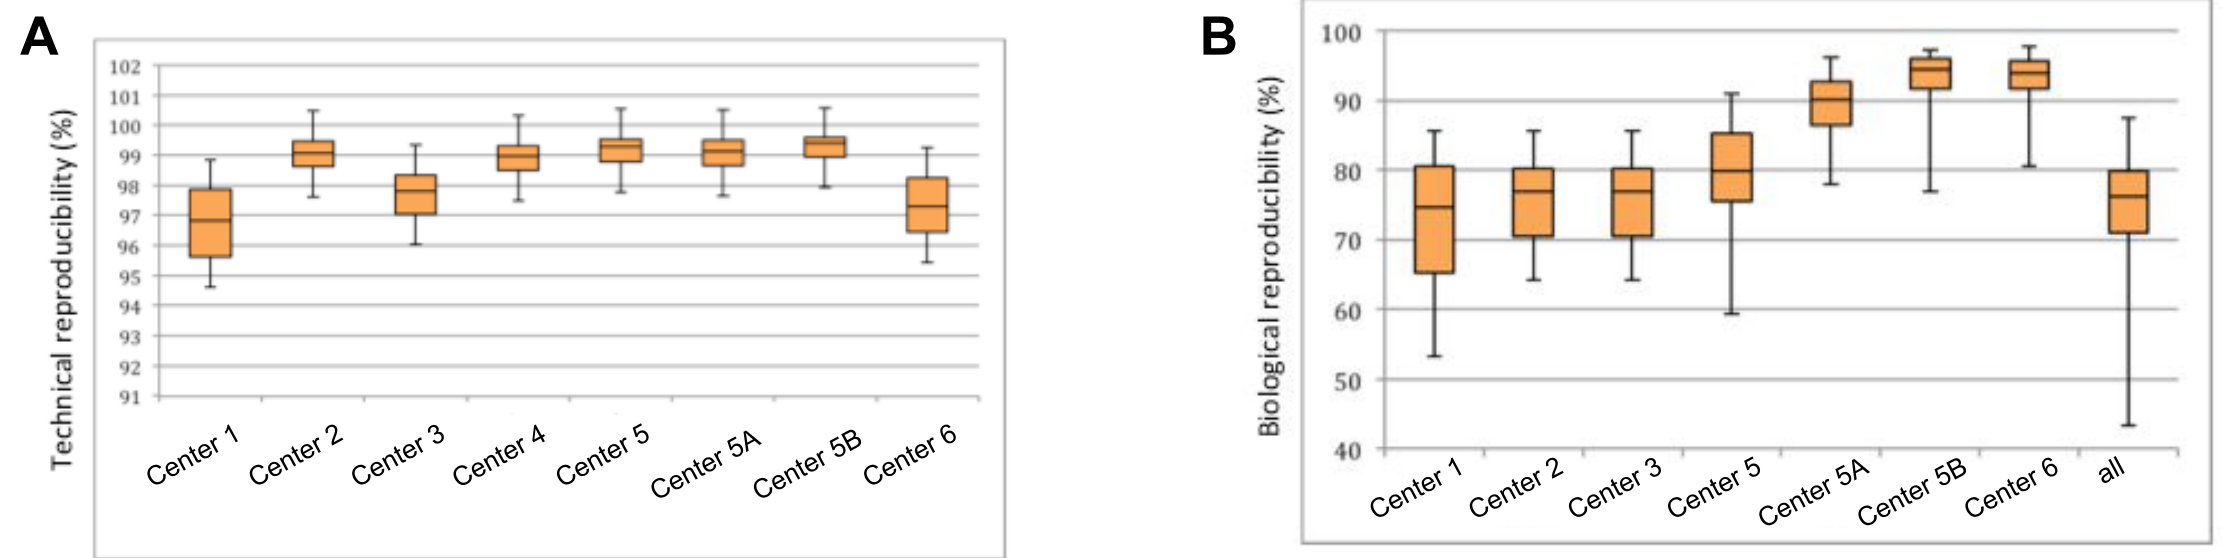 A
Technical reproducibility (%)
102
101
100
99
98
97
96
95
94
93
92
91
Center 1
Center 2
Center 3
Center 4
Center 5
Center 5A
Center 5B
Center 6
B
Biological reproducibility (%)
100
90
80
70
60
50
40
Center 1
Center 2
Center 3
Center 5
Center 5A
Center 5B
Center 6
all